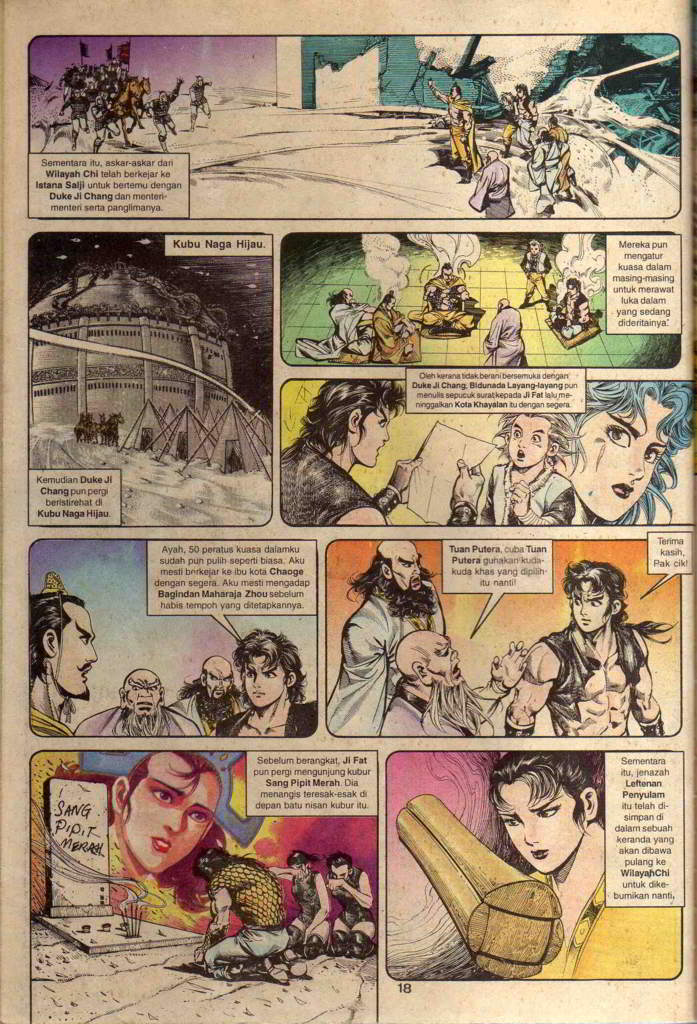 Sementara itu, askar-askar dari
Wilayah Chi telah berkejar ke
Istana Salji untuk bertemu dengan
Duke Ji Chang dan menteri-
menteri serta panglimanya.
Kubu Naga Hijau.
Kemudian Duke Ji
Chang pun pergi
beristirehat di
Kubu Naga Hijau.
Mereka pun
mengatur
kuasa dalam
masing-masing
untuk merawat
luka dalam
yang sedang
dideritainya.
Oleh kerana tidak berani bersemuka dengan
Duke Ji Chang, Bidunada Layang-layang pun
menulis sepucuk surat kepada Ji Fat lalu me-
ninggalkan Kota Khayalan itu dengan segera.
Ayah, 50 peratus kuasa dalamku
sudah pun pulih seperti biasa. Aku
mesti berkejar ke ibu kota Chaoge
dengan segera. Aku mesti mengadap
Bagindan Maharaja Zhou sebelum
habis tempoh yang ditetapkannya.
Tuan Putera, cuba Tuan
Putera gunakan kuda-
kuda khas yang dipilih-
itu nanti!
Terima
kasih,
Pak cik!
Sebelum berangkat, Ji Fat
pun pergi mengunjung kubur
Sang Pipit Merah. Dia
menangis teresak-esak di
depan batu nisan kubur itu.
SANG
PIPIT
MERAH
Sementara
itu, jenazah
Leftenan
Penyulam
itu telah di-
simpan di
dalam sebuah
keranda yang
akan dibawa
pulang ke
Wilayah Chi
untuk dike-
bumikan nanti,
18